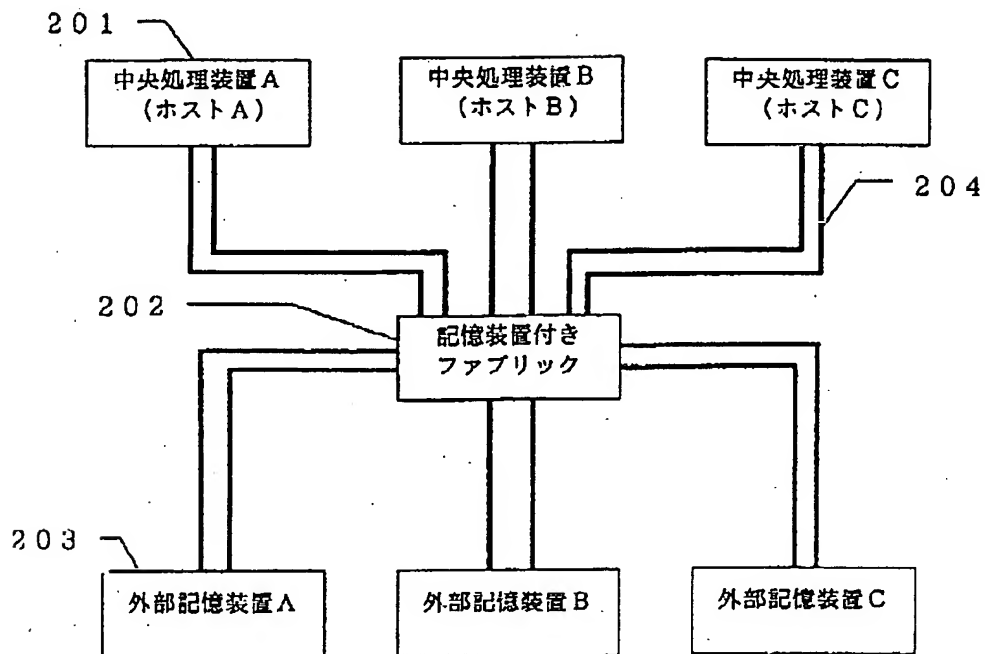 201
中央処理装置A
(ホストA)
中央処理装置B
(ホストB)
中央処理装置C
(ホストC)
204
202
記憶装置付き
ファブリック
203
外部記憶装置A
外部記憶装置B
外部記憶装置C